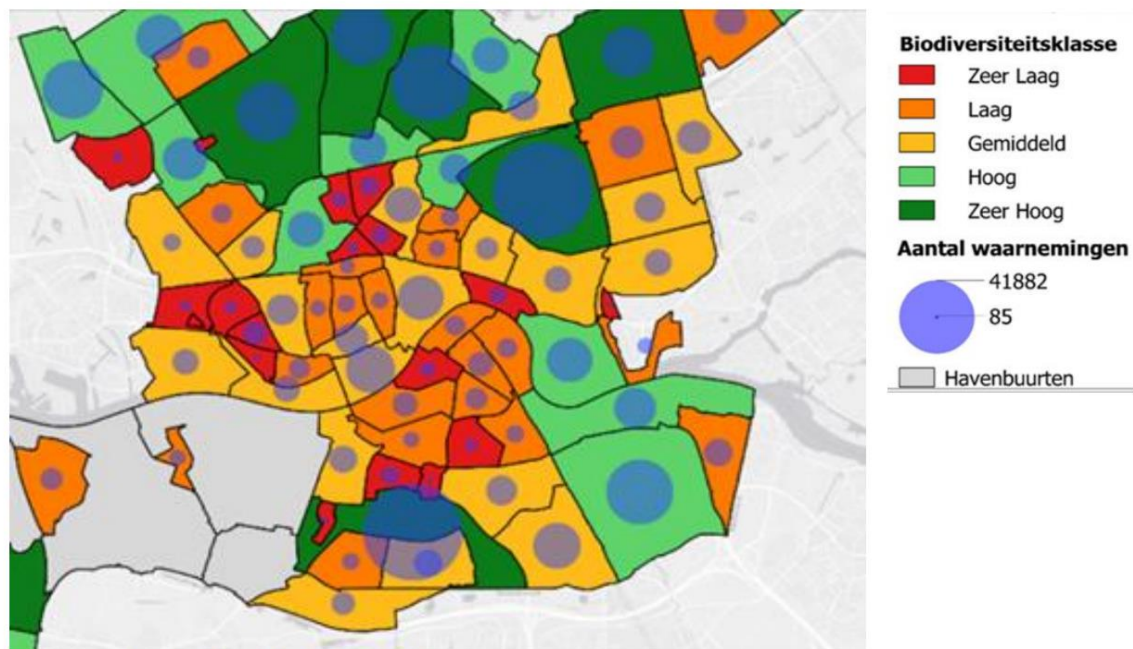 Biodiversiteitsklasse
Zeer Laag
Laag
Gemiddeld
Hoog
Zeer Hoog
Aantal waarnemingen
41882
85
Havenbuurten